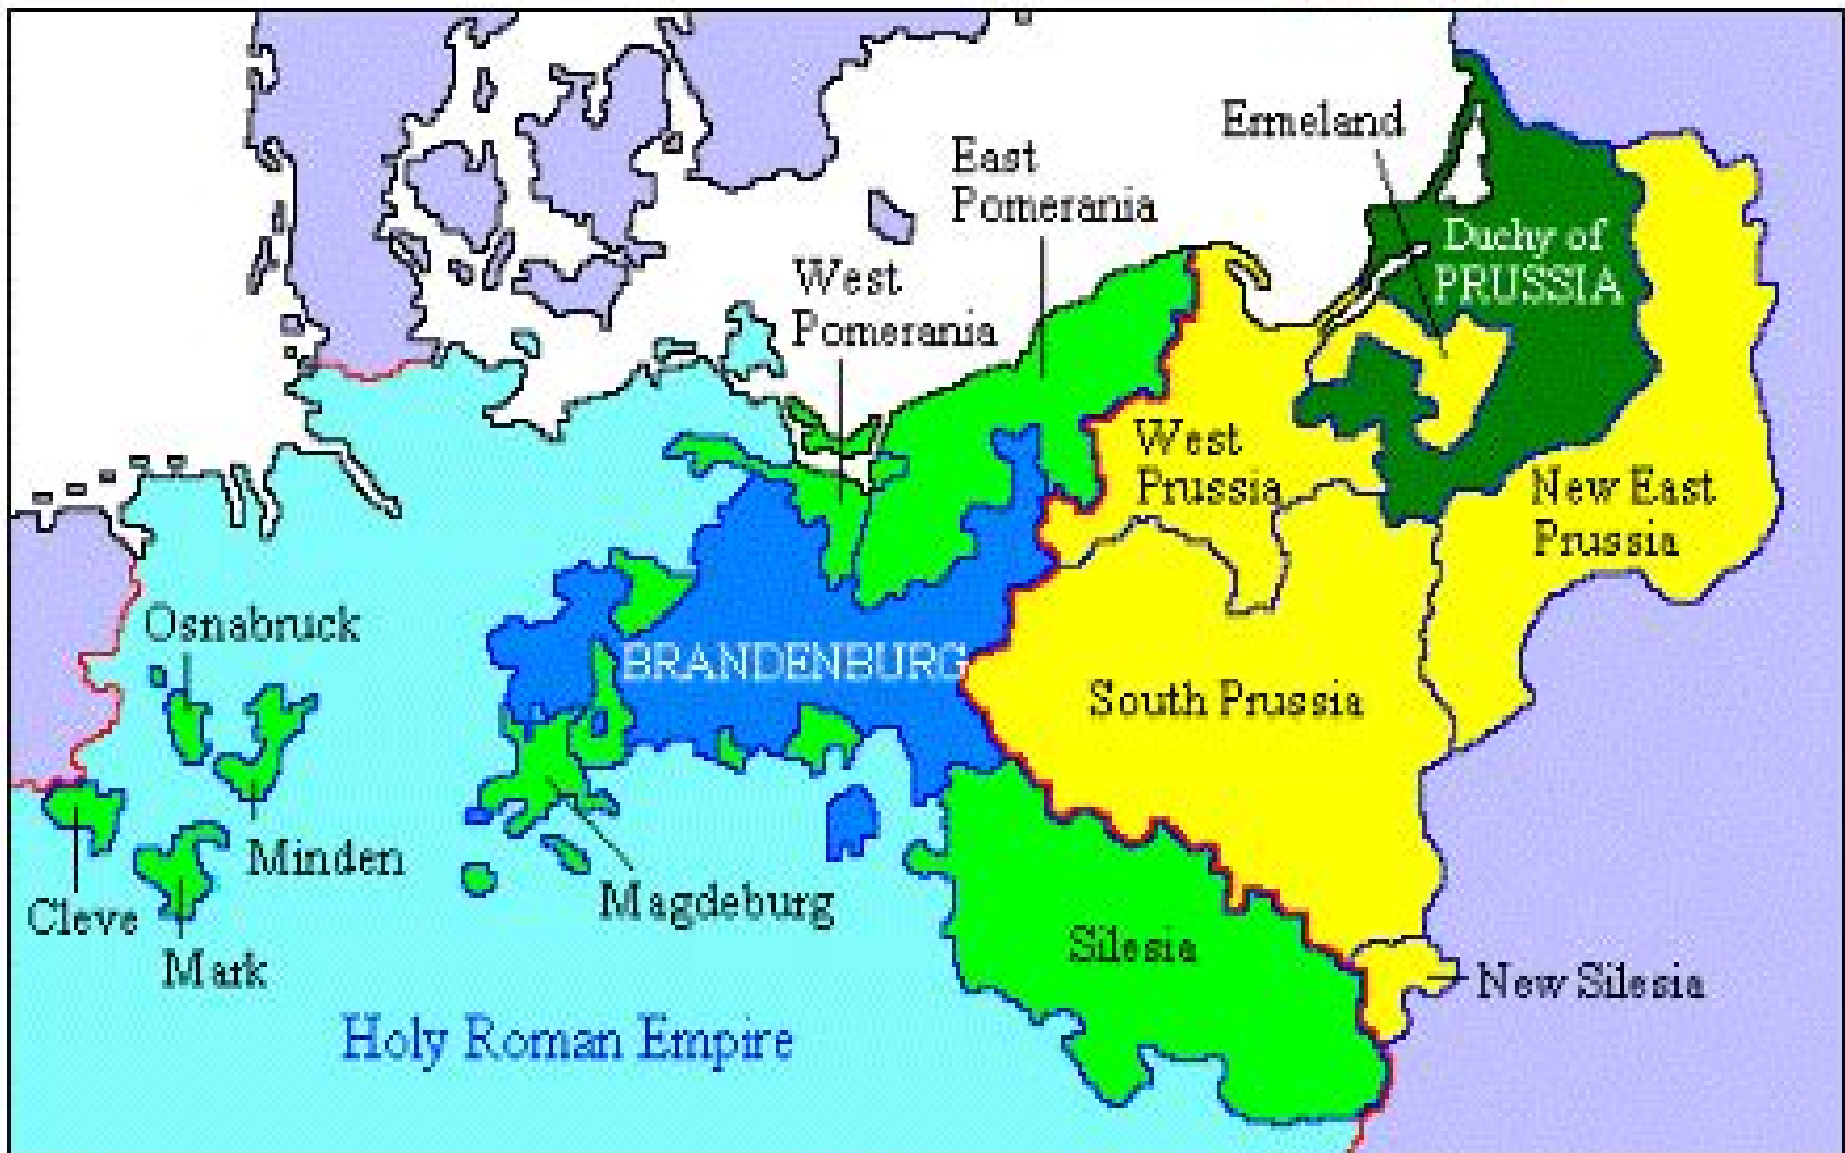 Ermeland
East
Pomerania
Duchy of
PRUSSIA
West
Pomerania
West
Prussia
New East
Prussia
Osnabruck
BRANDENBURG
South Prussia
Minden
Magdeburg
Cleve
Mark
Silesia
New Silesia
Holy Roman Empire